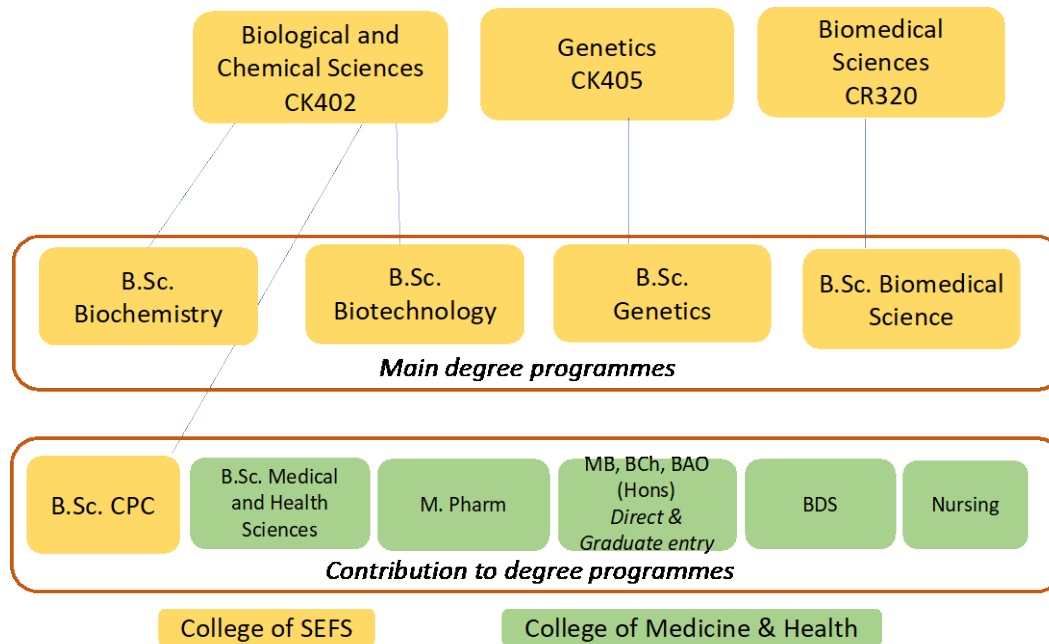 Biological and
Chemical Sciences
CK402
Genetics
CK405
Biomedical
Sciences
CR320
B.Sc.
Biochemistry
B.Sc.
Biotechnology
B.Sc.
Genetics
B.Sc. Biomedical
Science
Main degree programmes
B.Sc. CPC
B.Sc. Medical
and Health
Sciences
M. Pharm
MB, BCh, BAO
(Hons)
Direct &
Graduate entry
BDS
Nursing
Contribution to degree programmes
College of SEFS
College of Medicine & Health